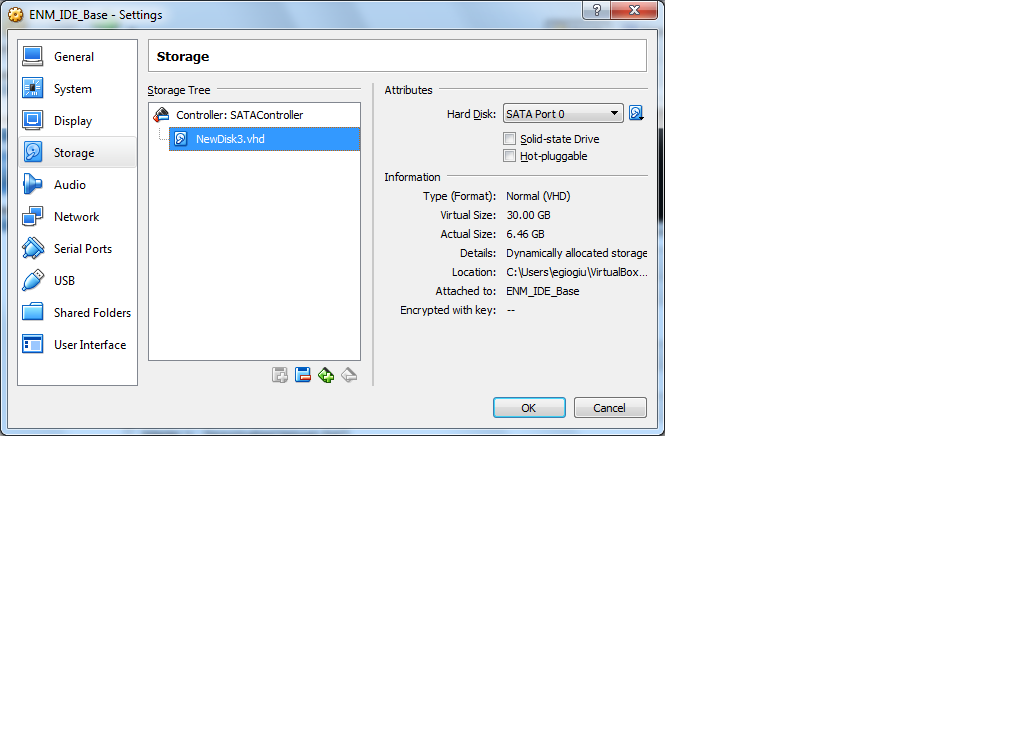 ENM_IDE_Base - Settings
?
General
System
Display
Storage
Audio
Network
Serial Ports
USB
Shared Folders
User Interface
Storage
Storage Tree
Controller: SATAController
NewDisk3.vhd
Attributes
Hard Disk: SATA Port 0
Solid-state Drive
Hot-pluggable
Information
Type (Format): Normal (VHD)
Virtual Size: 30.00 GB
Actual Size: 6.46 GB
Details: Dynamically allocated storage
Location: C:\Users\egiogiu\VirtualBox...
Attached to: ENM_IDE_Base
Encrypted with key: --
OK Cancel